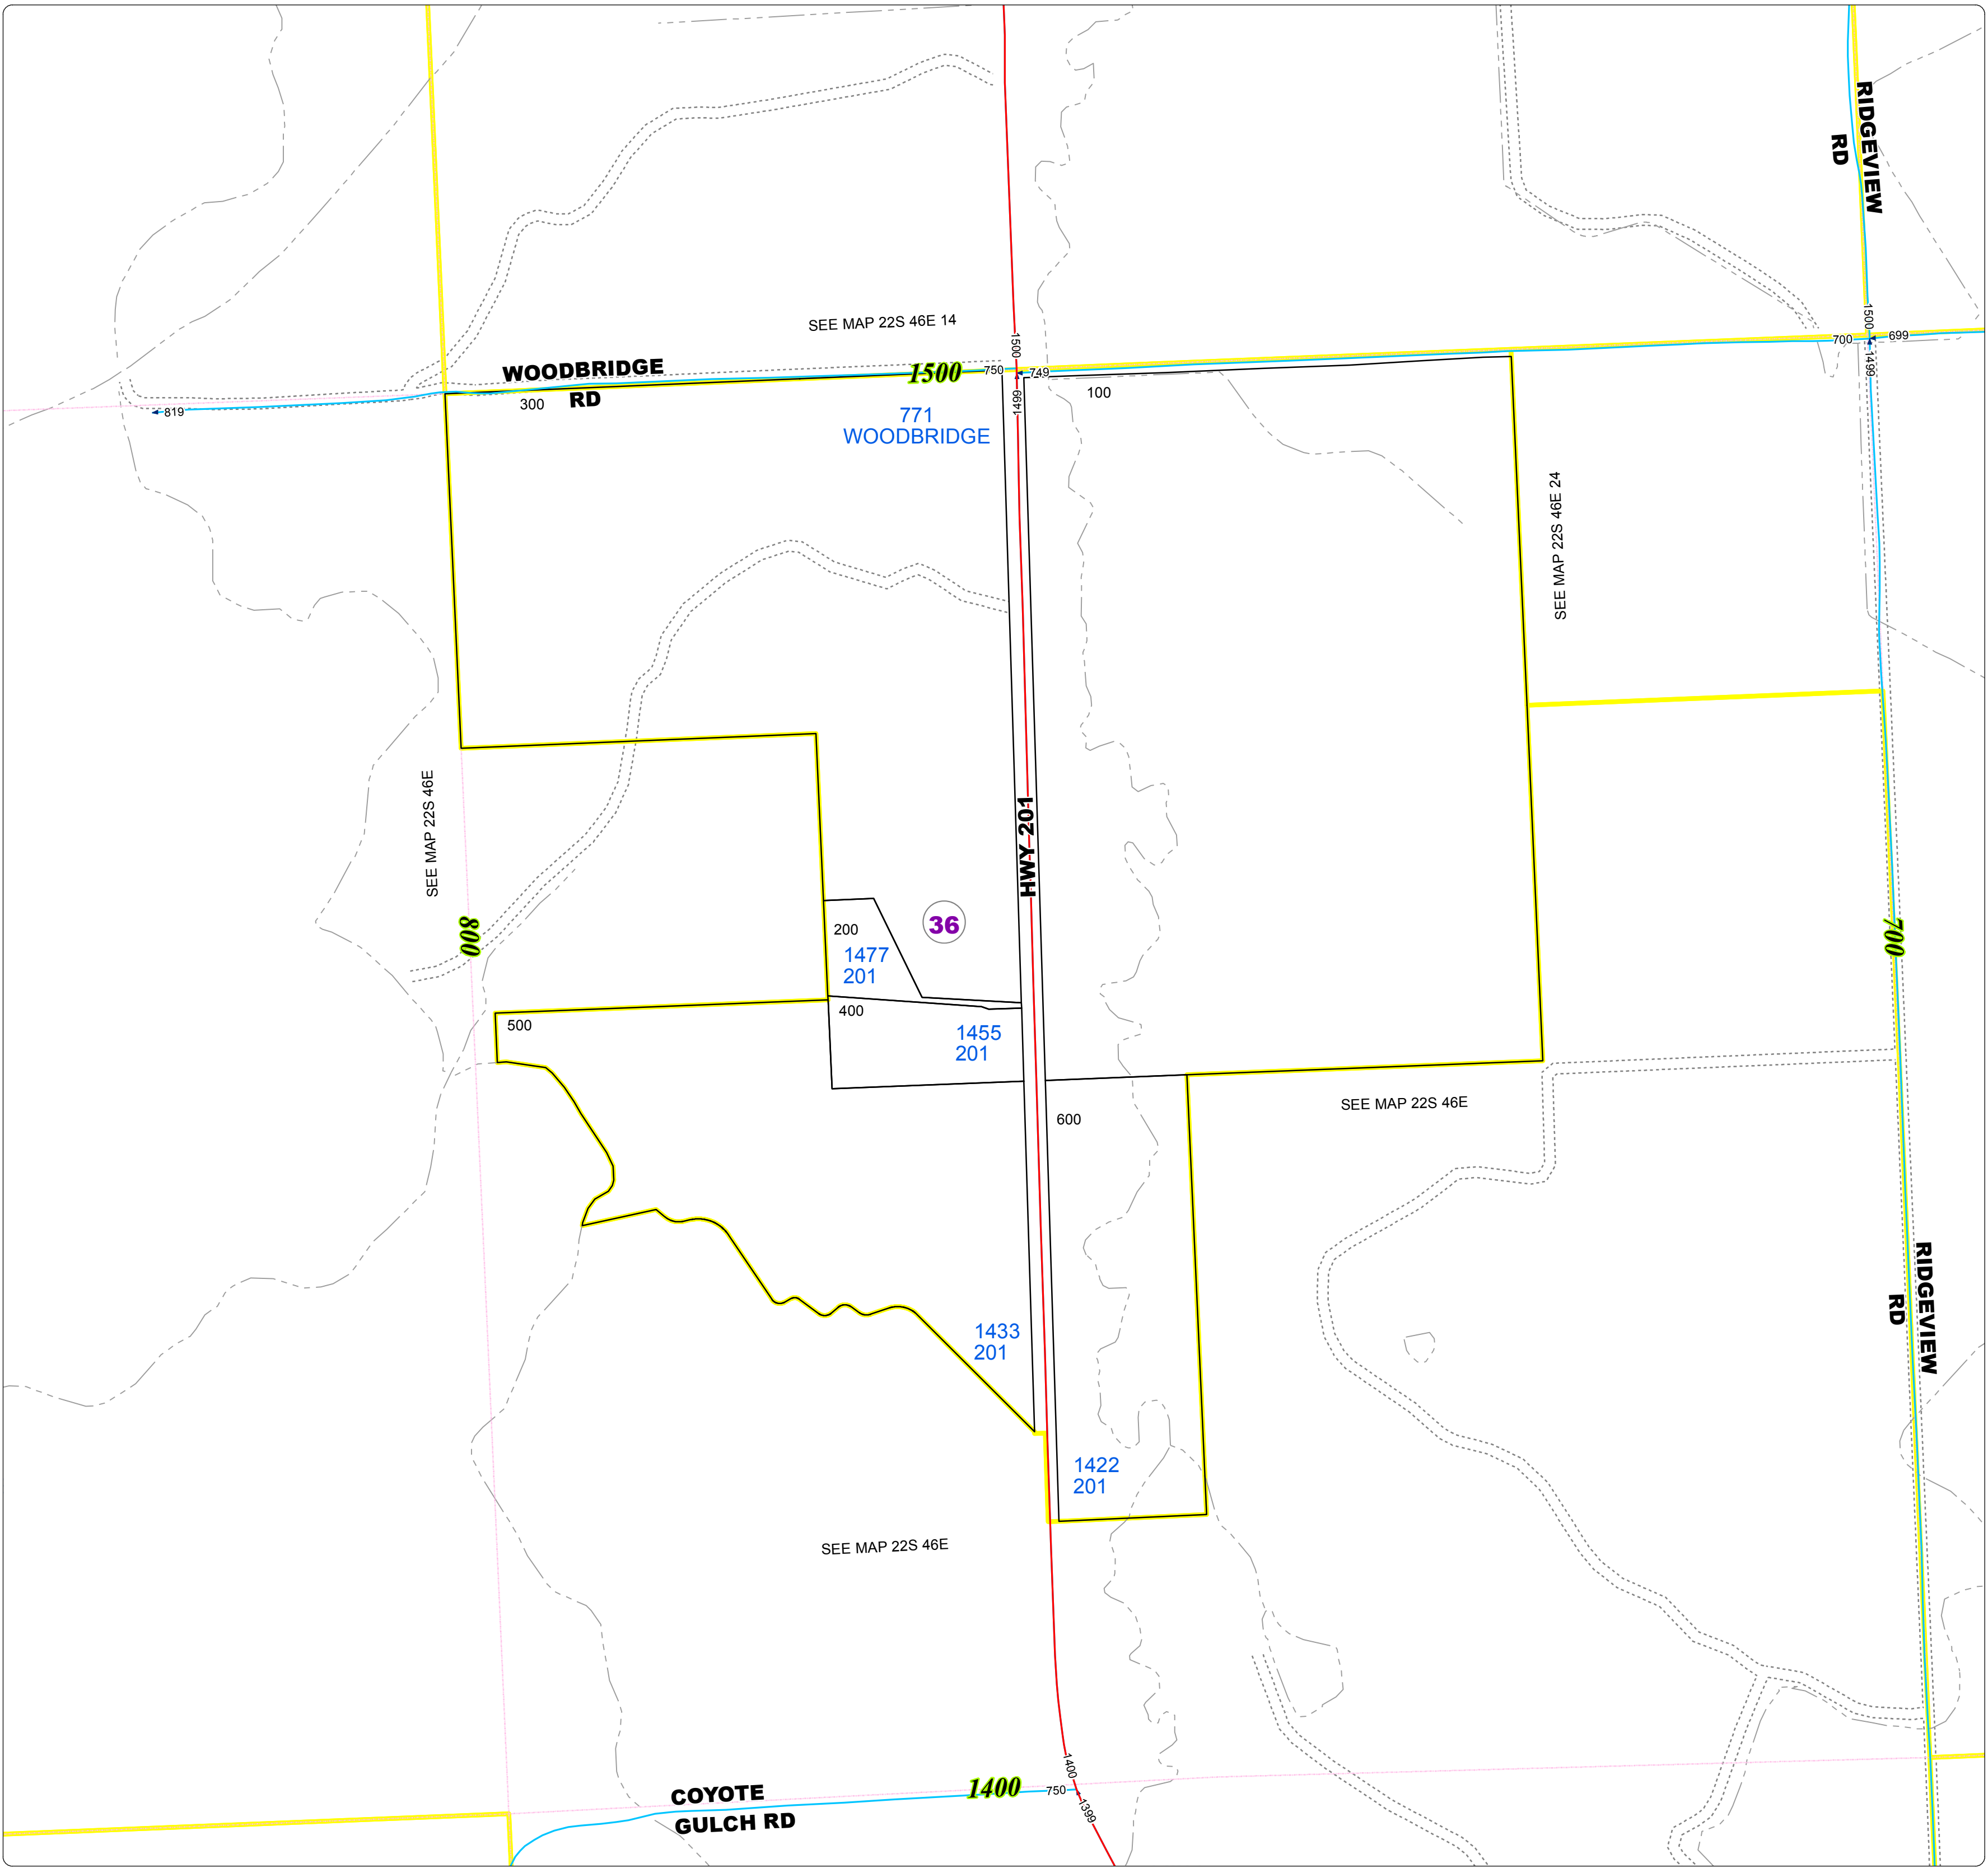 RIDGEVIEW
RD
SEE MAP 22S 46E 14
1500
1500
700
699
WOODBRIDGE
RD
1500
750
749
1499
1499
300
100
819
771
WOODBRIDGE
SEE MAP 22S 46E 24
SEE MAP 22S 46E
HWY 201
800
200
36
700
1477
201
400
500
1455
201
SEE MAP 22S 46E
600
RIDGEVIEW
RD
1433
201
1422
201
SEE MAP 22S 46E
1400
COYOTE
GULCH RD
1400
750
1399